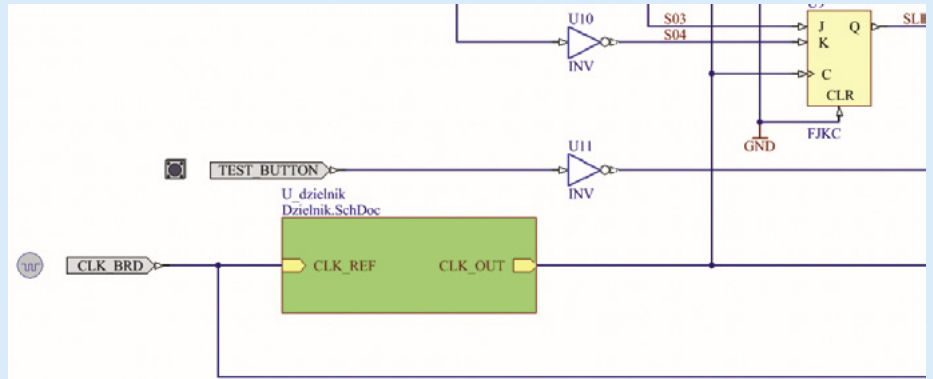 U10
INV
S03
S04
J
Q
K
C
CLR
FJKC
GND
TEST_BUTTON
U11
INV
U_dzielnik
Dzielnik.SchDoc
CLK_BRD
CLK_REF
CLK_OUT